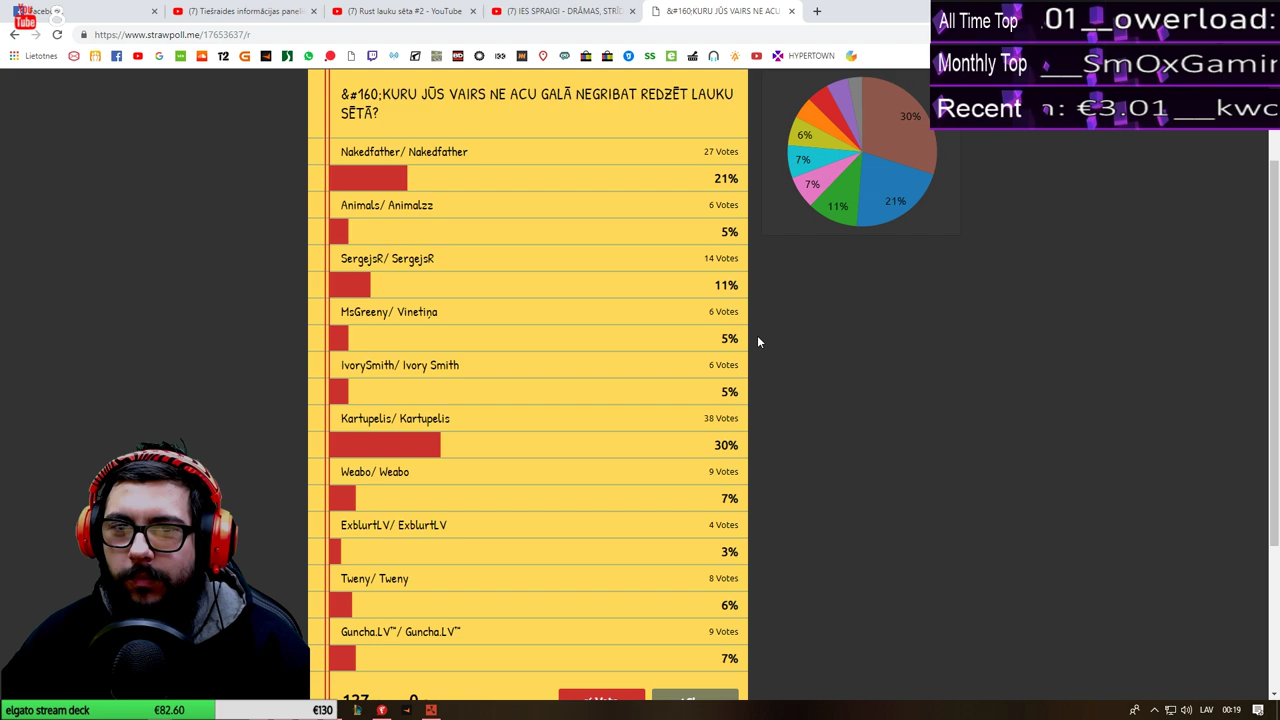 (7) Tiešraides informācijas paneli
(7) Rust lauku sēta #2 - YouTube
(7) IES SPRAIGI - DRĀMAS, STRĪD
&#160;KURU JŪS VAIRS NE ACU
https://www.strawpoll.me/17653637/r
Lietotnes
HYPERTOWN
All Time Top
01__owerload:
Monthly Top
___SmOxGamin
Recent
n: €3.01 ___kwc
&#160;KURU JŪS VAIRS NE ACU GALĀ NEGRIBAT REDZĒT LAUKU
SĒTĀ?
Nakedfather/ Nakedfather 27 Votes
21%
Animals/ Animalzz 6 Votes
5%
SergejsR/ SergejsR 14 Votes
11%
MsGreeny/ Vinetiņa 6 Votes
5%
IvorySmith/ Ivory Smith 6 Votes
5%
Kartupelis/ Kartupelis 38 Votes
30%
Weabo/ Weabo 9 Votes
7%
ExblurtLV/ ExblurtLV 4 Votes
3%
Tweny/ Tweny 8 Votes
6%
Guncha.LV™/ Guncha.LV™ 9 Votes
7%
30%
6%
7%
7%
11%
21%
elgato stream deck €82.60 €130
LAV 00:19